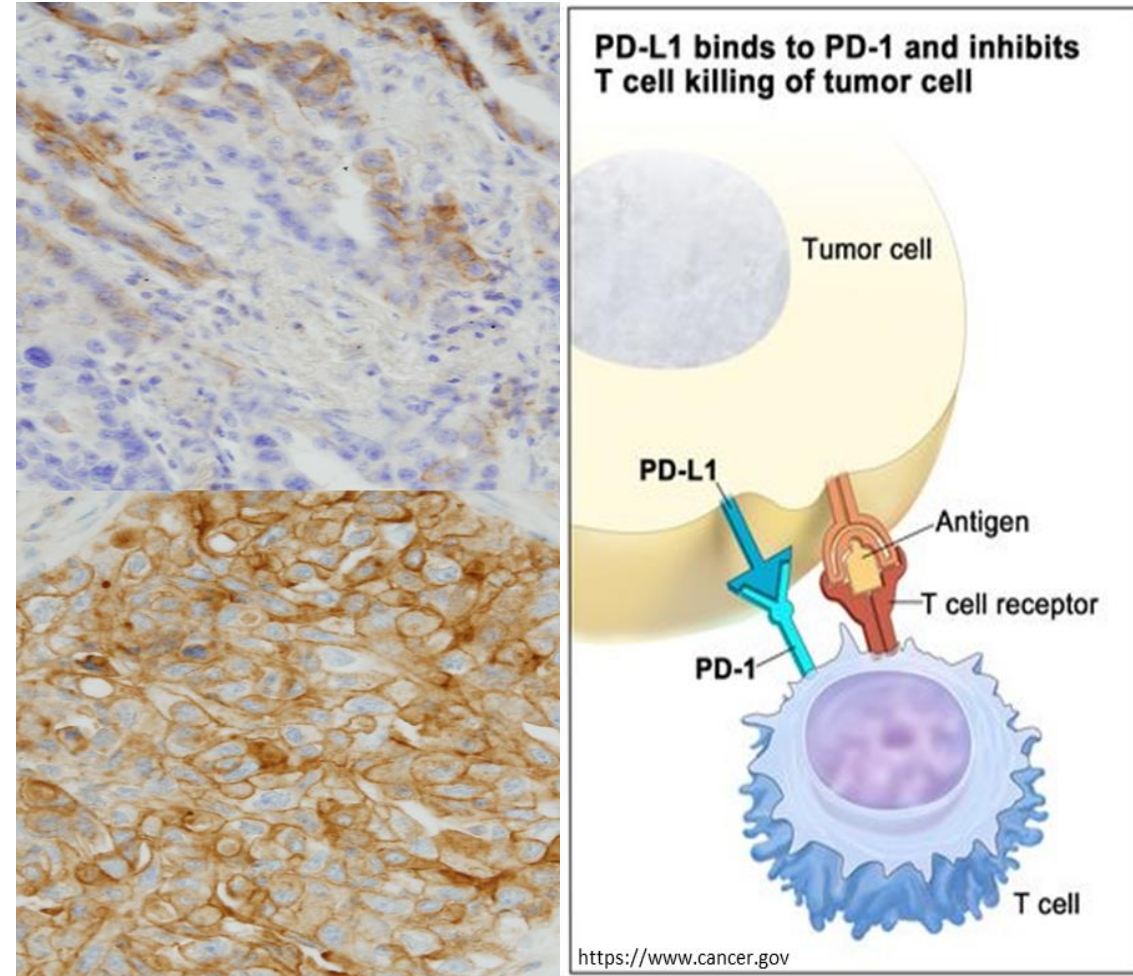 PD-L1 binds to PD-1 and inhibits
T cell killing of tumor cell
Tumor cell
PD-L1
Antigen
T cell receptor
PD-1
T cell
https://www.cancer.gov